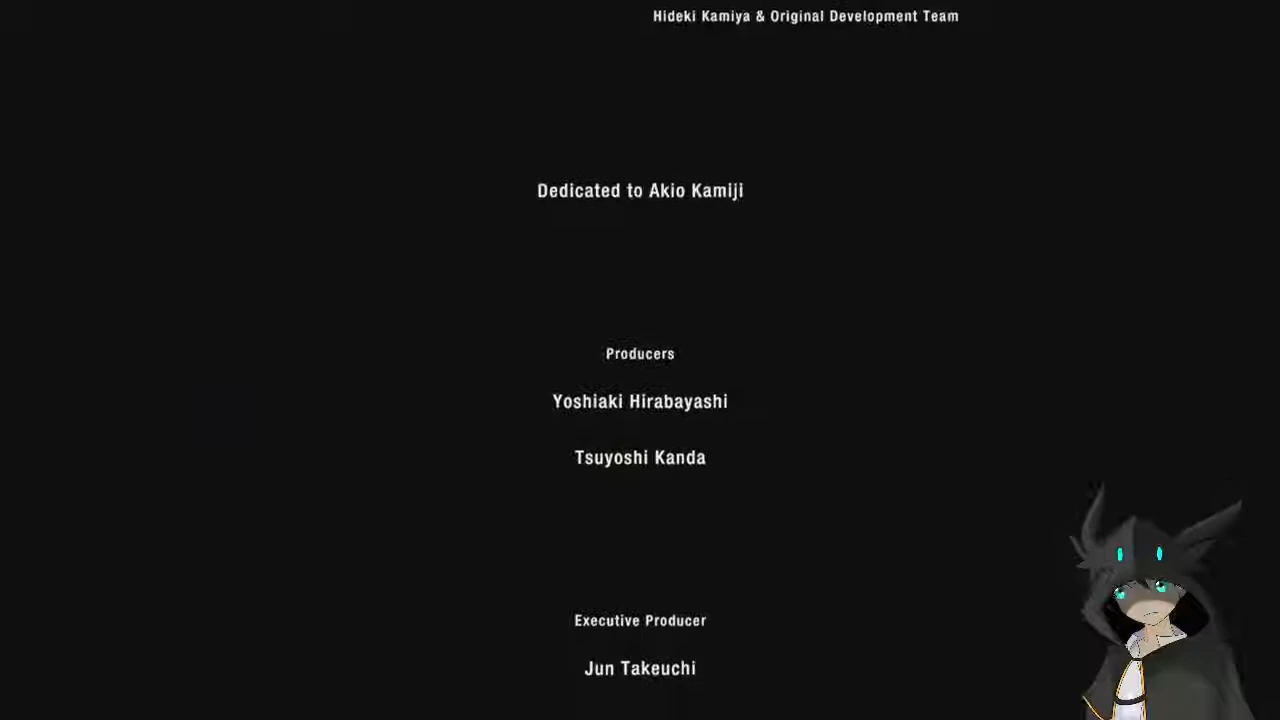 Hideki Kamiya & Original Development Team
Dedicated to Akio Kamiji
Producers
Yoshiaki Hirabayashi
Tsuyoshi Kanda
Executive Producer
Jun Takeuchi